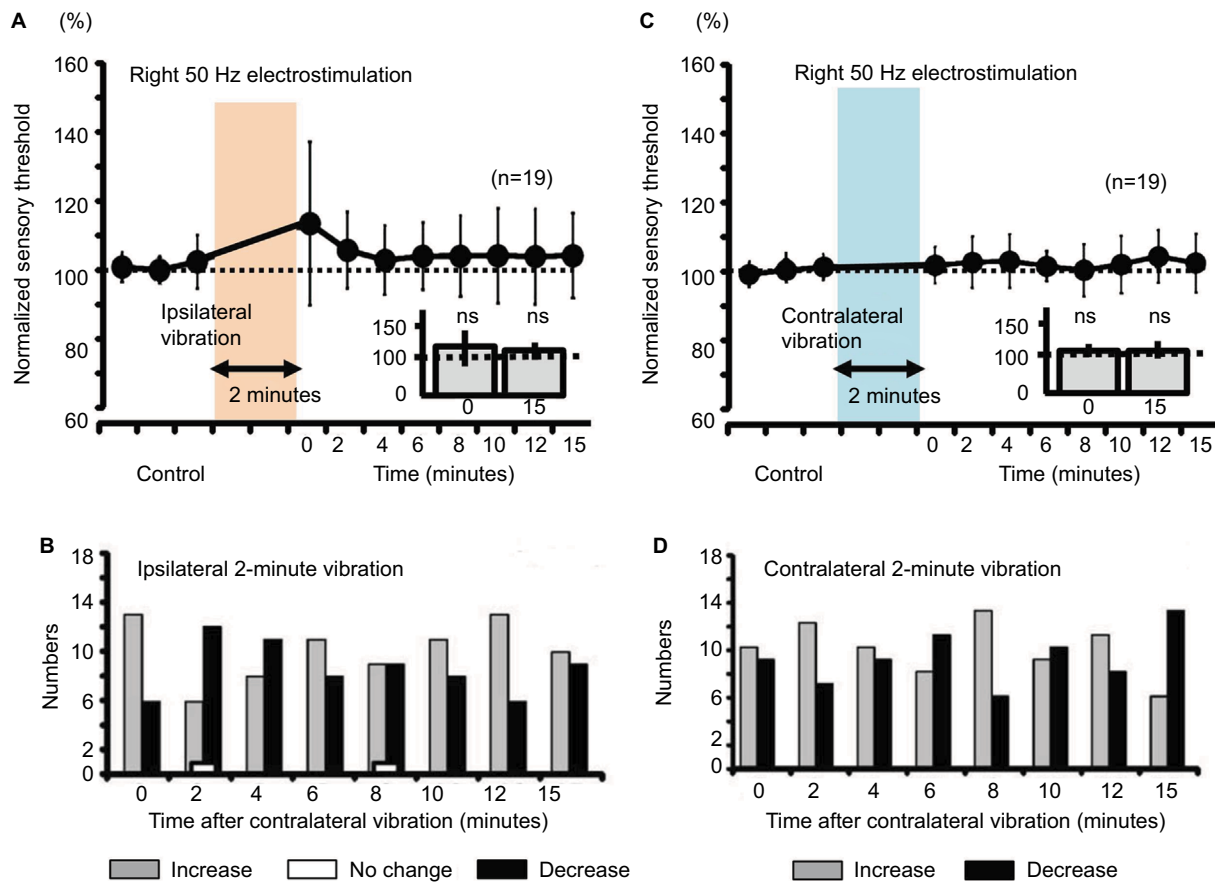 A (%)
160
140
120
100
80
60
Normalized sensory threshold
Right 50 Hz electrostimulation
(n=19)
Ipsilateral
vibration
2 minutes
150
100
0
ns ns
0 15
0 2 4 6 8 10 12 15
Control Time (minutes)
C (%)
160
140
120
100
80
60
Normalized sensory threshold
Right 50 Hz electrostimulation
(n=19)
Contralateral
vibration
2 minutes
150
100
0
ns ns
0 15
0 2 4 6 8 10 12 15
Control Time (minutes)
B
18
14
10
6
2
0
Numbers
Ipsilateral 2-minute vibration
0 2 4 6 8 10 12 15
Time after contralateral vibration (minutes)
Increase No change Decrease
D
18
14
10
6
2
0
Numbers
Contralateral 2-minute vibration
0 2 4 6 8 10 12 15
Time after contralateral vibration (minutes)
Increase Decrease